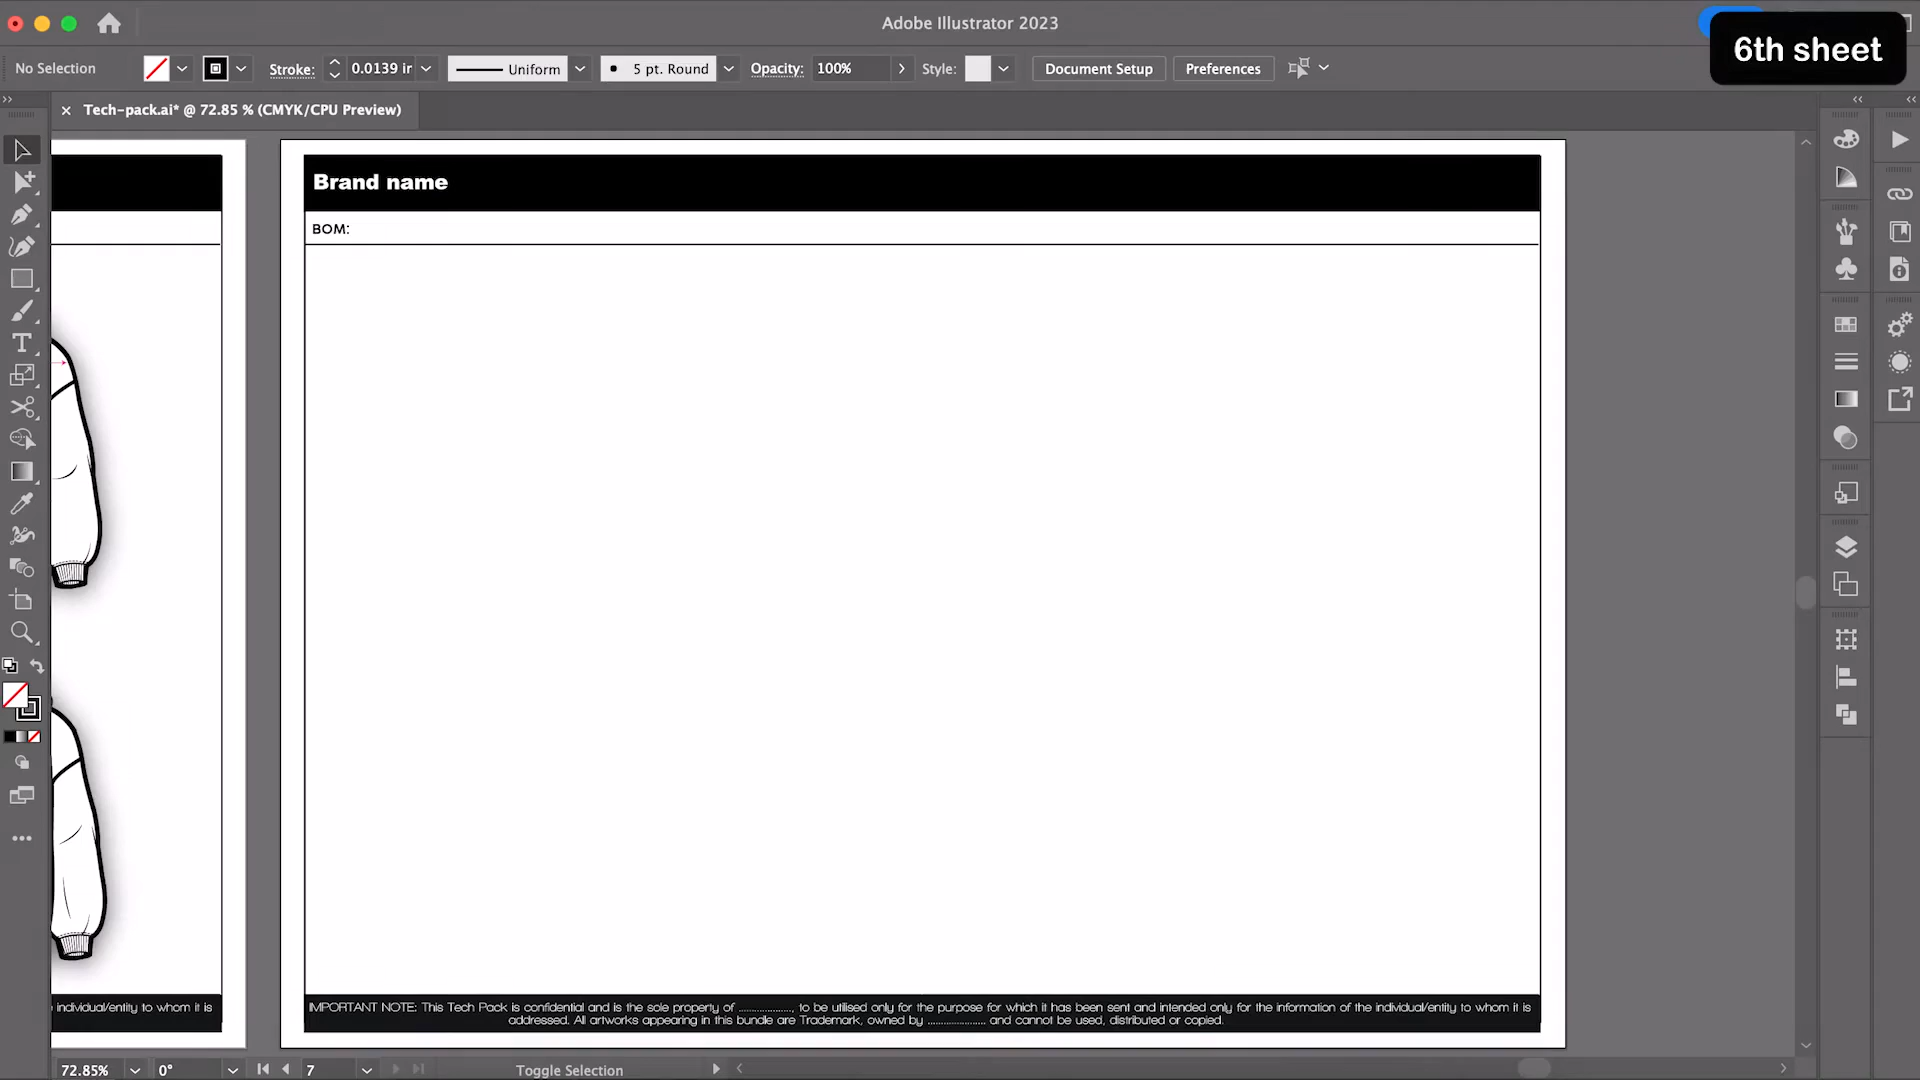 Adobe Illustrator 2023
6th sheet
No Selection
Stroke:
0.0139 ir
Uniform
5 pt. Round
Opacity:
100%
Style:
Document Setup
Preferences
Tech-pack.ai* @ 72.85 % (CMYK/CPU Preview)
Brand name
BOM:
individual/entity to whom it is
IMPORTANT NOTE: This Tech Pack is confidential and is the sole property of ..................., to be utilised only for the purpose for which it has been sent and intended only for the information of the individual/entity to whom it is
addressed. All artworks appearing in this bundle are Trademark, owned by ..................... and cannot be used, distributed or copied.
72.85%
0°
7
Toggle Selection